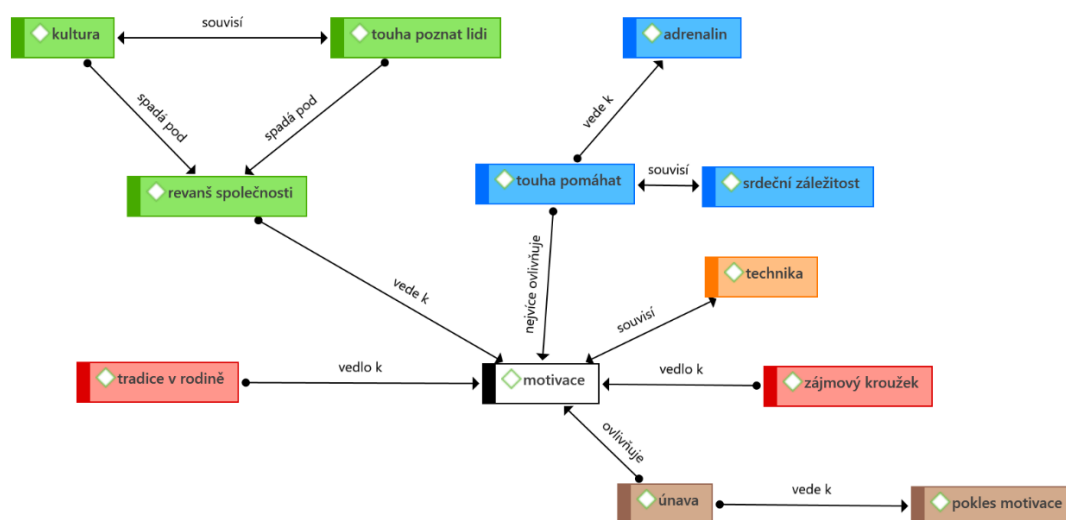 souvisí
kultura
touha poznat lidi
adrenalin
spadá pod
spadá pod
vede k
revanš společnosti
touha pomáhat
souvisí
srdeční záležitost
nejvíce ovlivňuje
vede k
technika
souvisí
tradice v rodině
vedlo k
motivace
vedlo k
zájmový kroužek
ovlivňuje
únava
vede k
pokles motivace